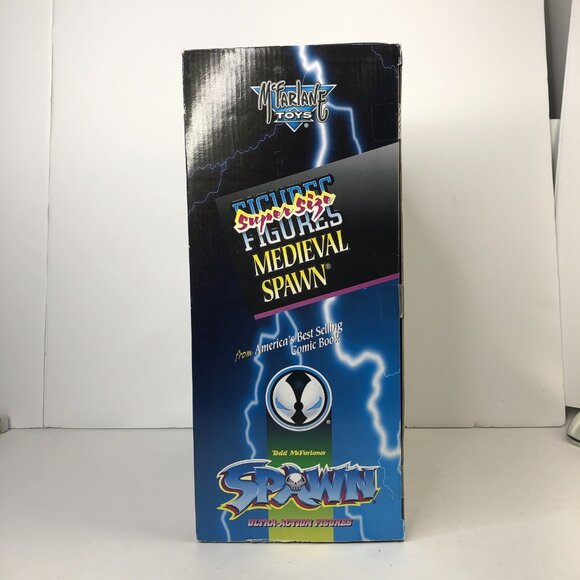 McFARLANE
TOYS®
FIGURES
super size
FIGURES
MEDIEVAL
SPAWN®
from America's Best Selling
Comic Book
®
Todd McFarlane
SPAWN
ULTRA-ACTION FIGURES